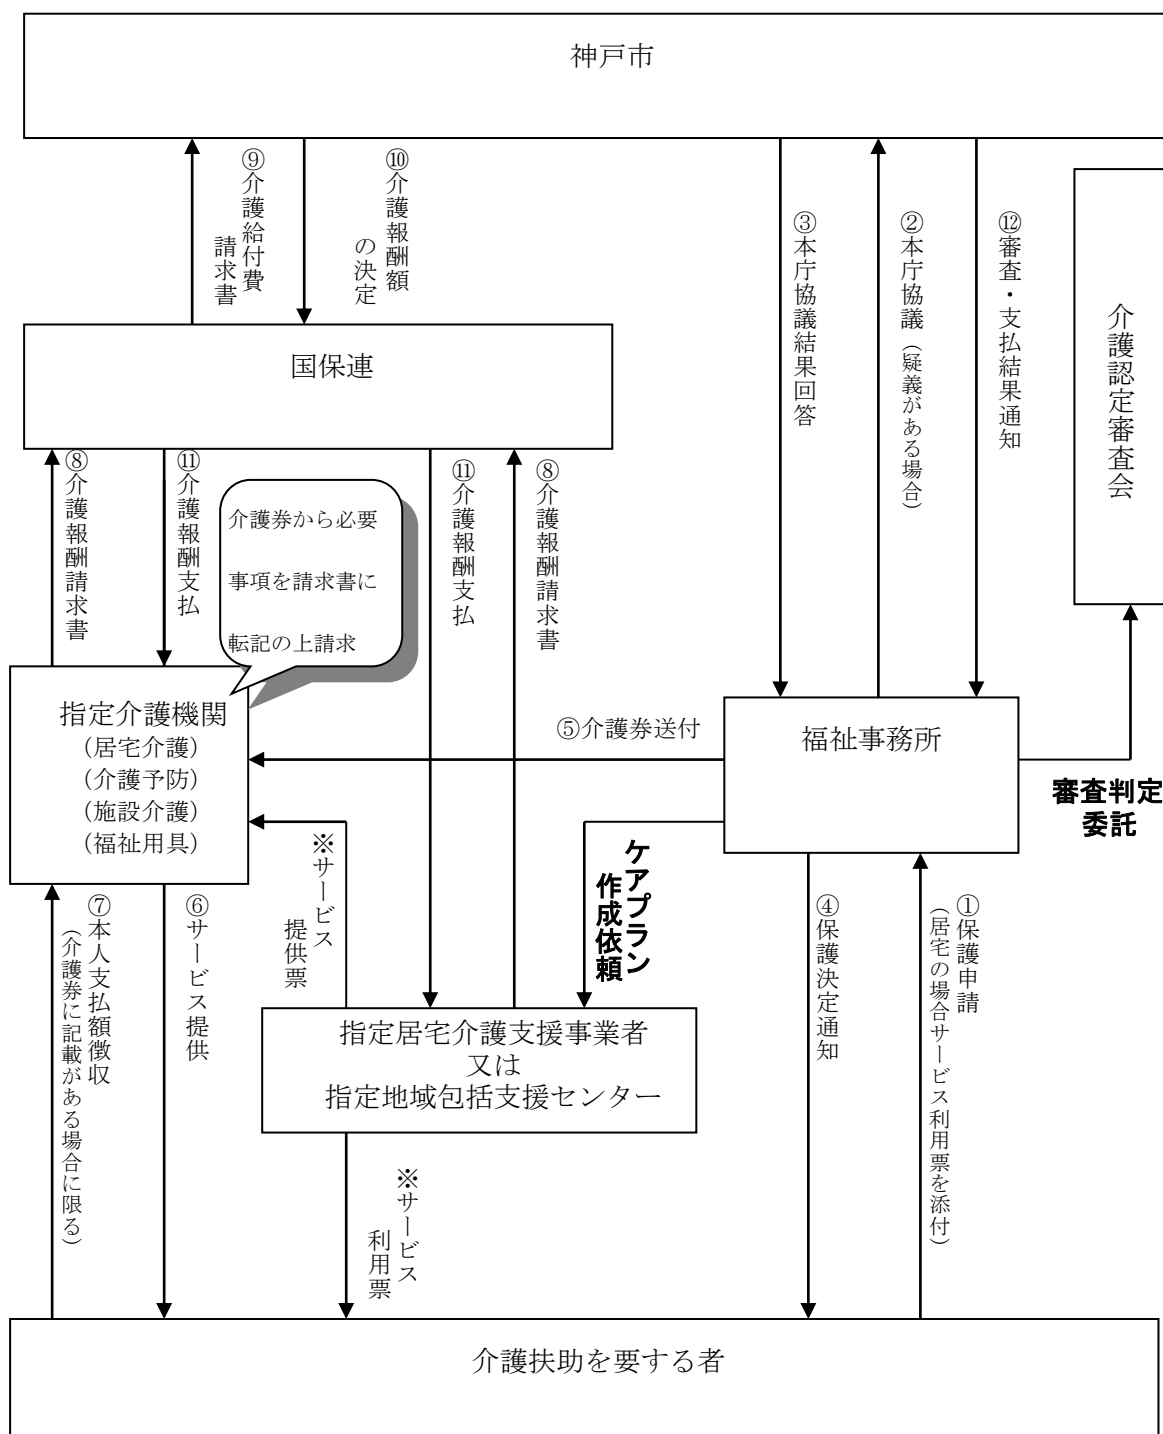 神戸市
⑨介護給付費
請求書
⑩介護報酬額
の決定
③本庁協議結果回答
②本庁協議（疑義がある場合）
⑫審査・支払結果通知
介護認定審査会
国保連
⑧介護報酬請求書
⑪介護報酬支払
介護券から必要
事項を請求書に
転記の上請求
⑪介護報酬支払
⑧介護報酬請求書
指定介護機関
（居宅介護）
（介護予防）
（施設介護）
（福祉用具）
⑤介護券送付
福祉事務所
審査判定
委託
※サービス
提供票
ケアプラン
作成依頼
⑦本人支払額徴収
（介護券に記載がある場合に限る）
⑥サービス提供
指定居宅介護支援事業者
又は
指定地域包括支援センター
※サービス
利用票
④保護決定通知
①保護申請
（居宅の場合サービス利用票を添付）
介護扶助を要する者